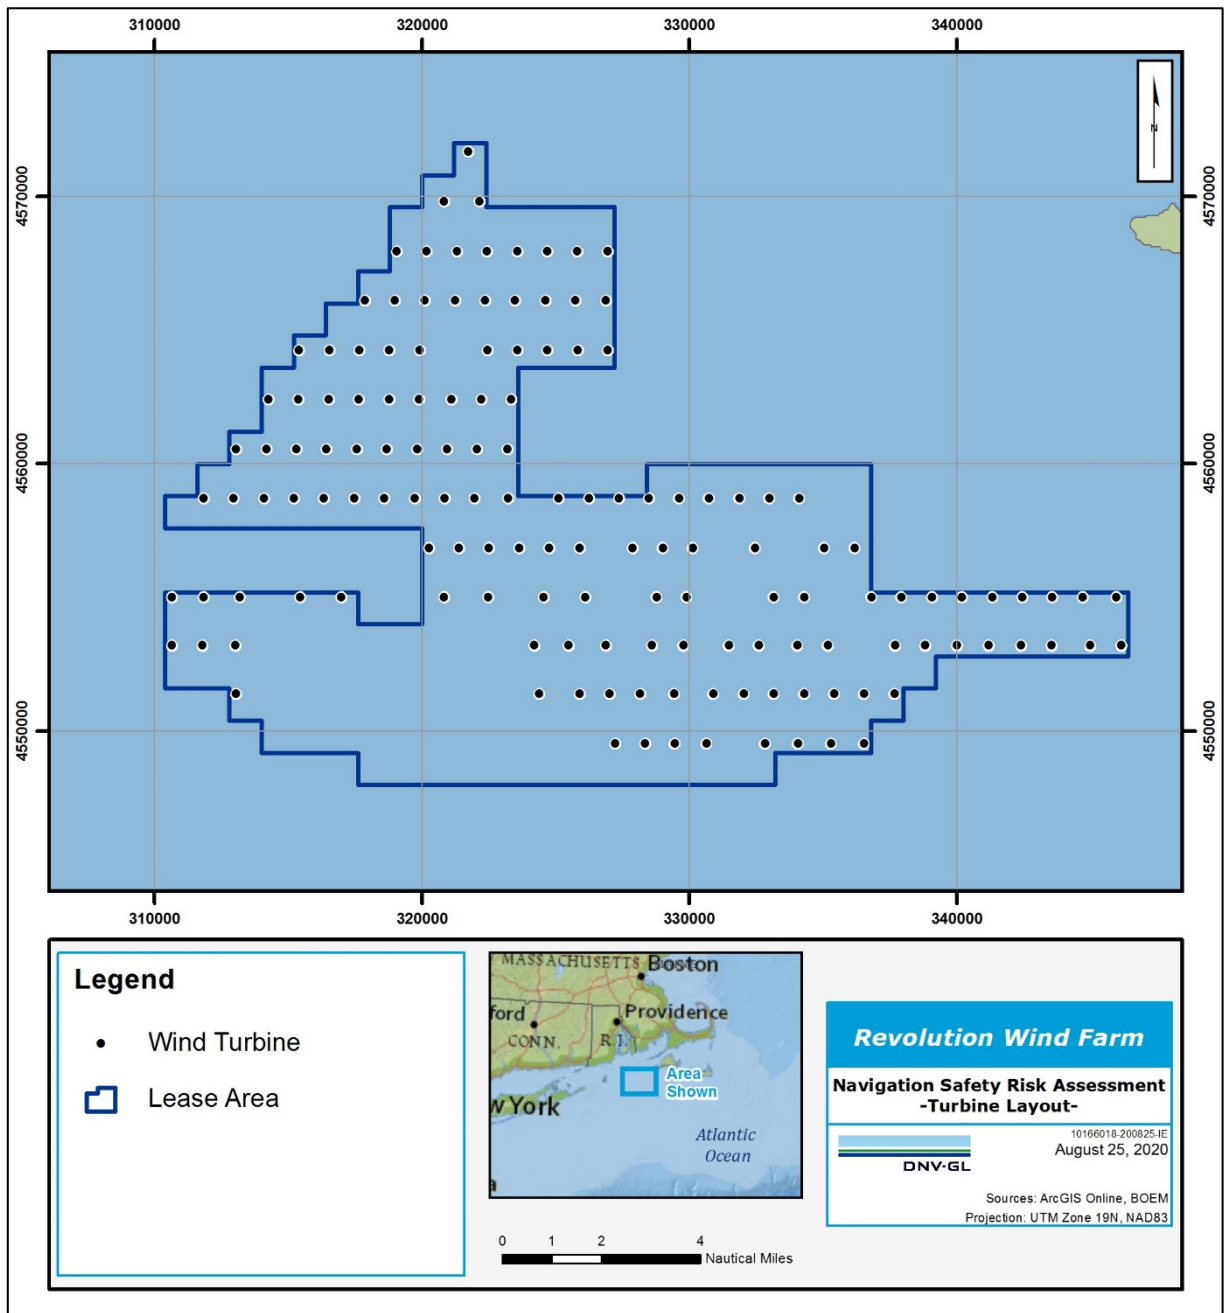 310000 320000 330000 340000
N
4570000 4570000
4560000 4560000
4550000 4550000
310000 320000 330000 340000
Legend
Wind Turbine
Lease Area
MASSACHUSETTS
Boston
ford
Providence
CONN.
R.I.
Area
Shown
w York
Atlantic
Ocean
a
0 1 2 4
Nautical Miles
Revolution Wind Farm
Navigation Safety Risk Assessment
-Turbine Layout-
10166018-200825-IE
August 25, 2020
DNV·GL
Sources: ArcGIS Online, BOEM
Projection: UTM Zone 19N, NAD83